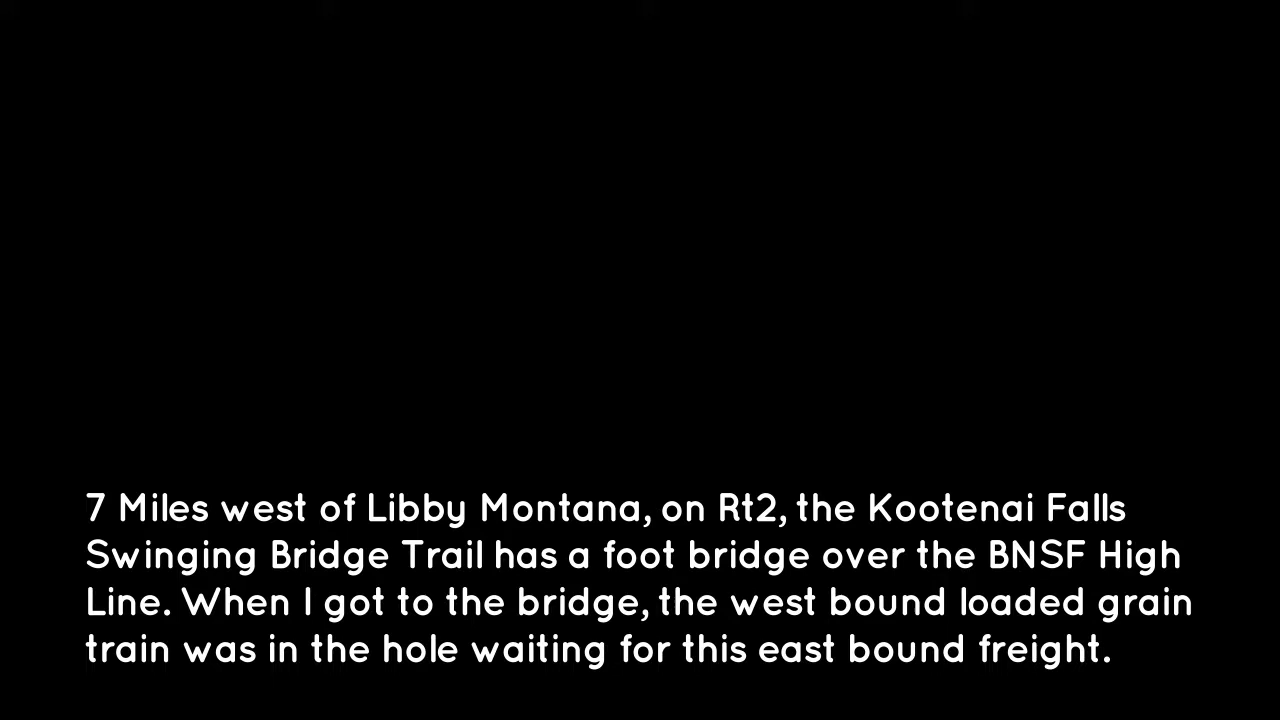 7 Miles west of Libby Montana, on Rt2, the Kootenai Falls
Swinging Bridge Trail has a foot bridge over the BNSF High
Line. When I got to the bridge, the west bound loaded grain
train was in the hole waiting for this east bound freight.